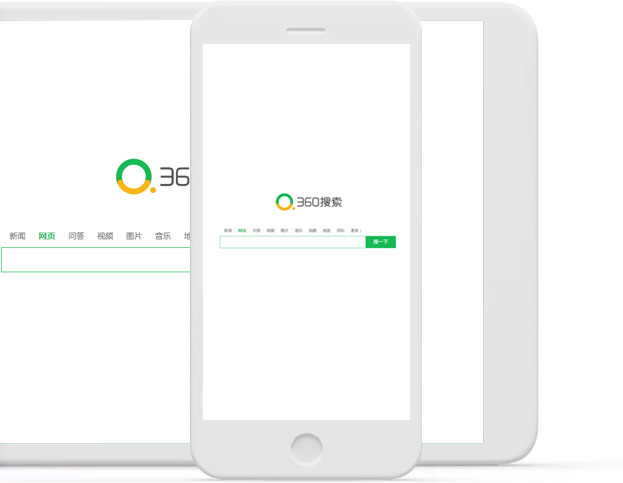 36
新闻 网页 问答 视频 图片 音乐
360搜索
新闻 网页 问答 视频 图片 音乐 地图 良医 百科 更多
搜一下